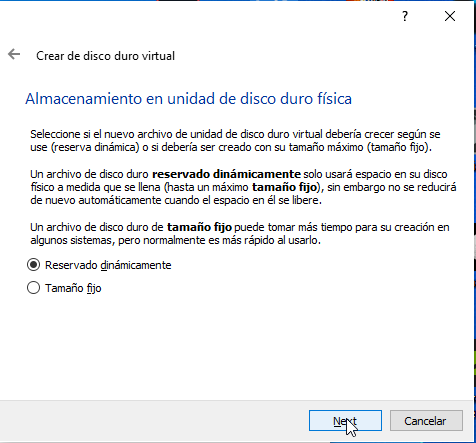 Crear de disco duro virtual
Almacenamiento en unidad de disco duro física
Seleccione si el nuevo archivo de unidad de disco duro virtual debería crecer según se
use (reserva dinámica) o si debería ser creado con su tamaño máximo (tamaño fijo).
Un archivo de disco duro reservado dinámicamente solo usará espacio en su disco
físico a medida que se llena (hasta un máximo tamaño fijo), sin embargo no se reducirá
de nuevo automáticamente cuando el espacio en él se libere.
Un archivo de disco duro de tamaño fijo puede tomar más tiempo para su creación en
algunos sistemas, pero normalmente es más rápido al usarlo.
Reservado dinámicamente
Tamaño fijo
Next
Cancelar